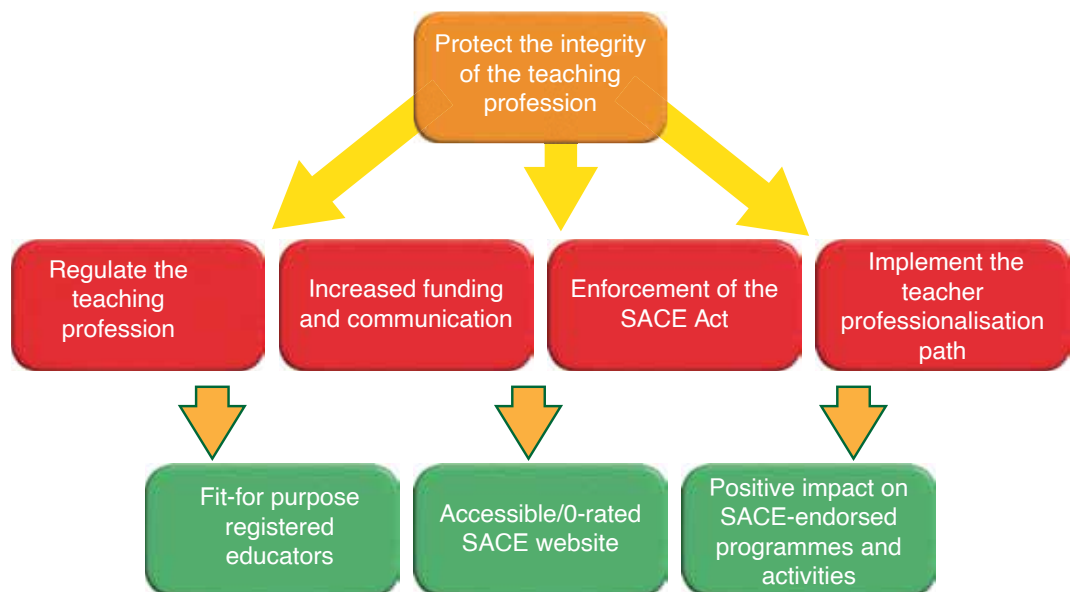 Protect the integrity
of the teaching
profession
Regulate the
teaching
profession
Increased funding
and communication
Enforcement of the
SACE Act
Implement the
teacher
professionalisation
path
Fit-for purpose
registered
educators
Accessible/0-rated
SACE website
Positive impact on
SACE-endorsed
programmes and
activities